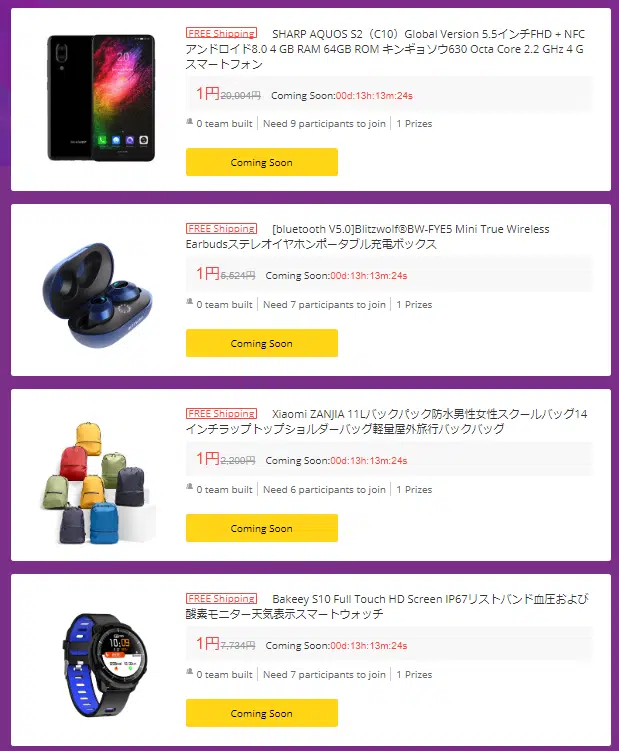 FREE Shipping SHARP AQUOS S2（C10）Global Version 5.5インチFHD + NFC
アンドロイド8.0 4 GB RAM 64GB ROM キンギョソウ630 Octa Core 2.2 GHz 4 G
スマートフォン
1円20,004円 Coming Soon:00d:13h:13m:24s
0 team built Need 9 participants to join 1 Prizes
Coming Soon
FREE Shipping [bluetooth V5.0]Blitzwolf®BW-FYE5 Mini True Wireless
Earbudsステレオイヤホンポータブル充電ボックス
1円5,524円 Coming Soon:00d:13h:13m:24s
0 team built Need 7 participants to join 1 Prizes
Coming Soon
FREE Shipping Xiaomi ZANJIA 11Lバックパック防水男性女性スクールバッグ14
インチラップトップショルダーバッグ軽量屋外旅行バックバッグ
1円2,200円 Coming Soon:00d:13h:13m:24s
0 team built Need 6 participants to join 1 Prizes
Coming Soon
FREE Shipping Bakeey S10 Full Touch HD Screen IP67リストバンド血圧および
酸素モニター天気表示スマートウォッチ
10:09
1円7,734円 Coming Soon:00d:13h:13m:24s
0 team built Need 7 participants to join 1 Prizes
Coming Soon